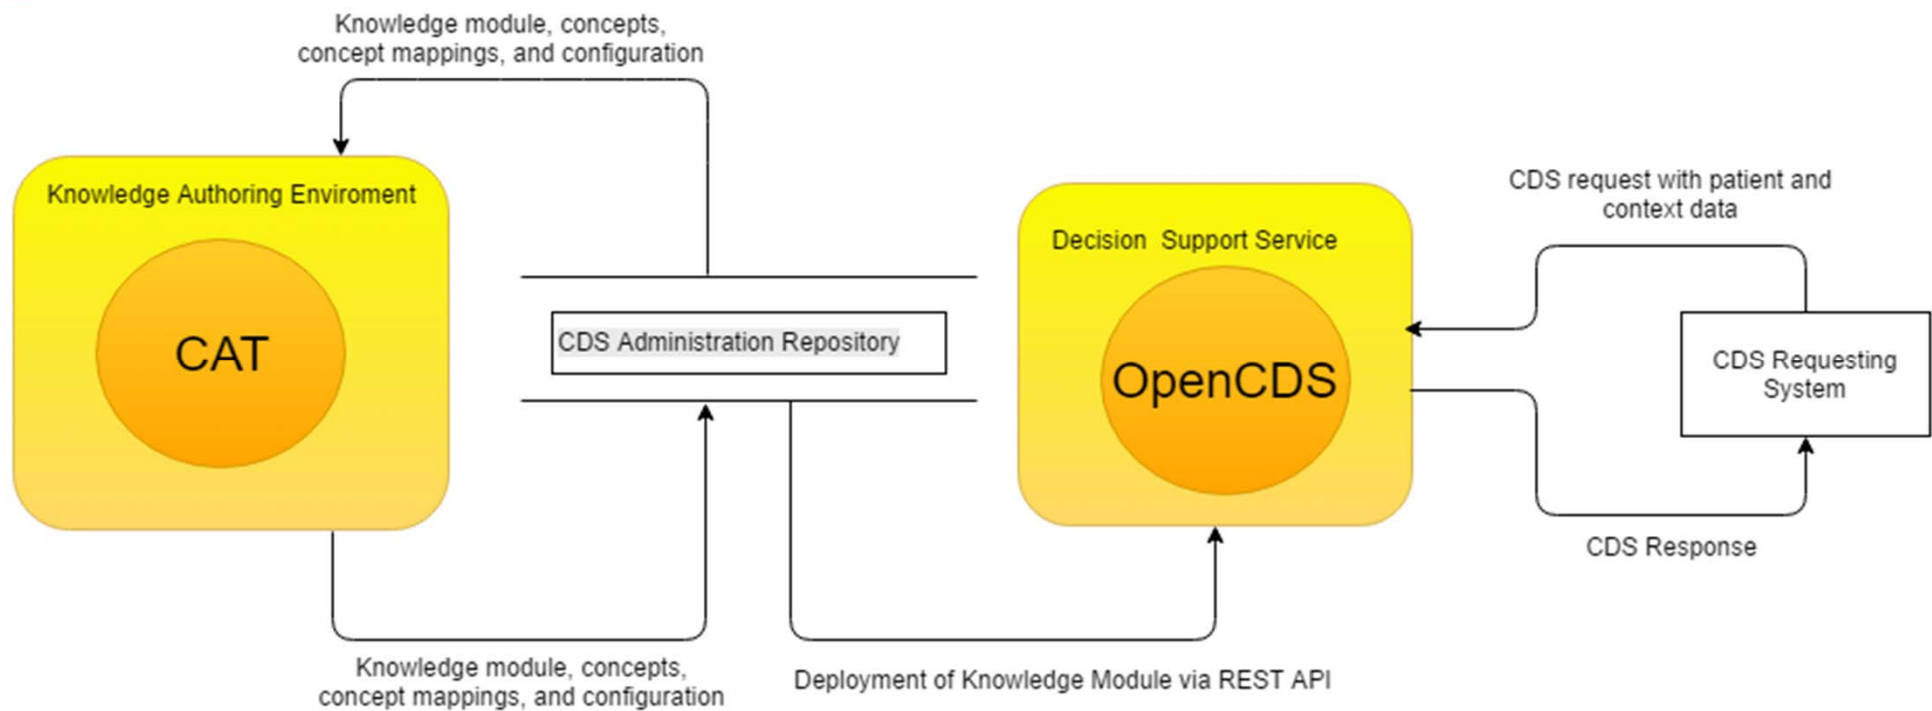 Knowledge module, concepts,
concept mappings, and configuration
Knowledge Authoring Enviroment
CAT
CDS Administration Repository
Decision Support Service
OpenCDS
CDS request with patient and
context data
CDS Requesting
System
CDS Response
Knowledge module, concepts,
concept mappings, and configuration
Deployment of Knowledge Module via REST API